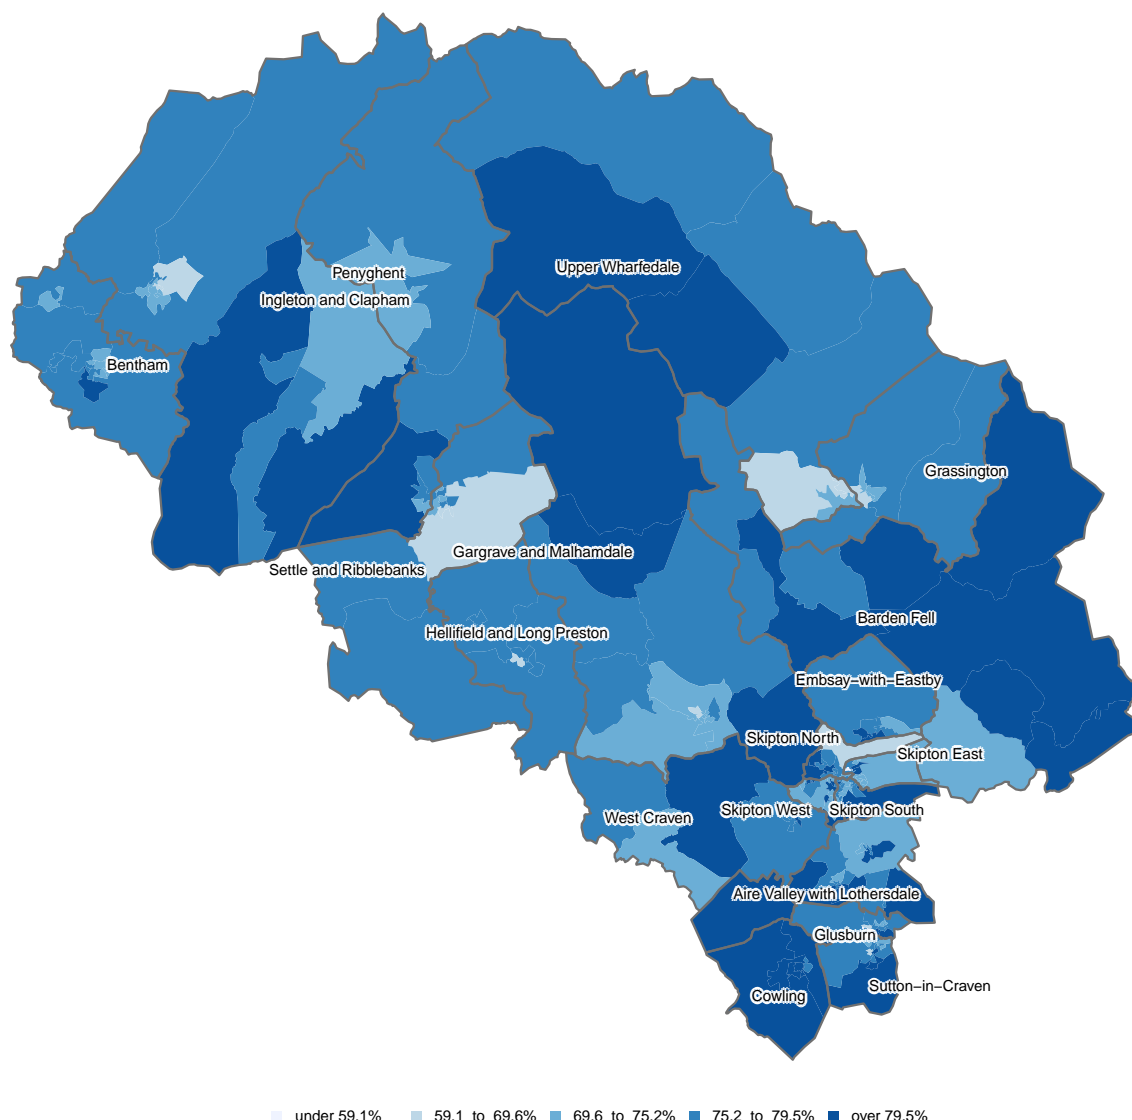 Upper Wharfedale
Penyghent
Ingleton and Clapham
Bentham
Grassington
Gargrave and Malhamdale
Settle and Ribblebanks
Barden Fell
Hellifield and Long Preston
Embsay−with−Eastby
Skipton North
Skipton East
Skipton West
Skipton South
West Craven
Aire Valley with Lothersdale
Glusburn
Sutton−in−Craven
Cowling
under 59.1% 59.1 to 69.6% 69.6 to 75.2% 75.2 to 79.5% over 79.5%